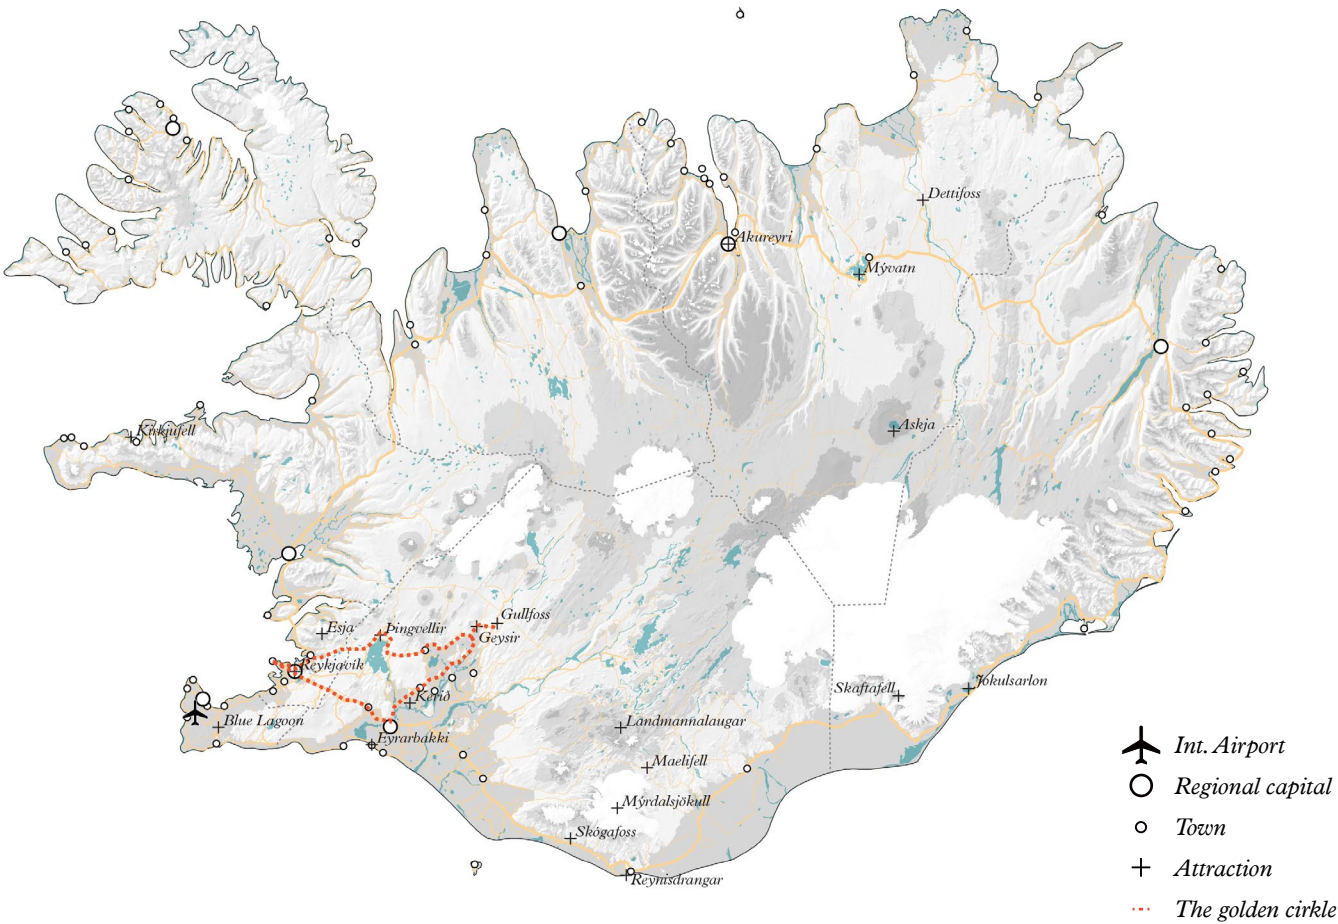 Dettifoss
Akureyri
Mývatn
Kirkjufell
Askja
Gullfoss
Esja
Þingvellir
Geysir
Reykjavík
Skaftafell
Jökulsarlon
Kerið
Blue Lagoon
Landmannalaugar
Eyrarbakki
Maelifell
Mýrdalsjökull
Skógafoss
Reynisdrangar
Int. Airport
Regional capital
Town
Attraction
The golden cirkle